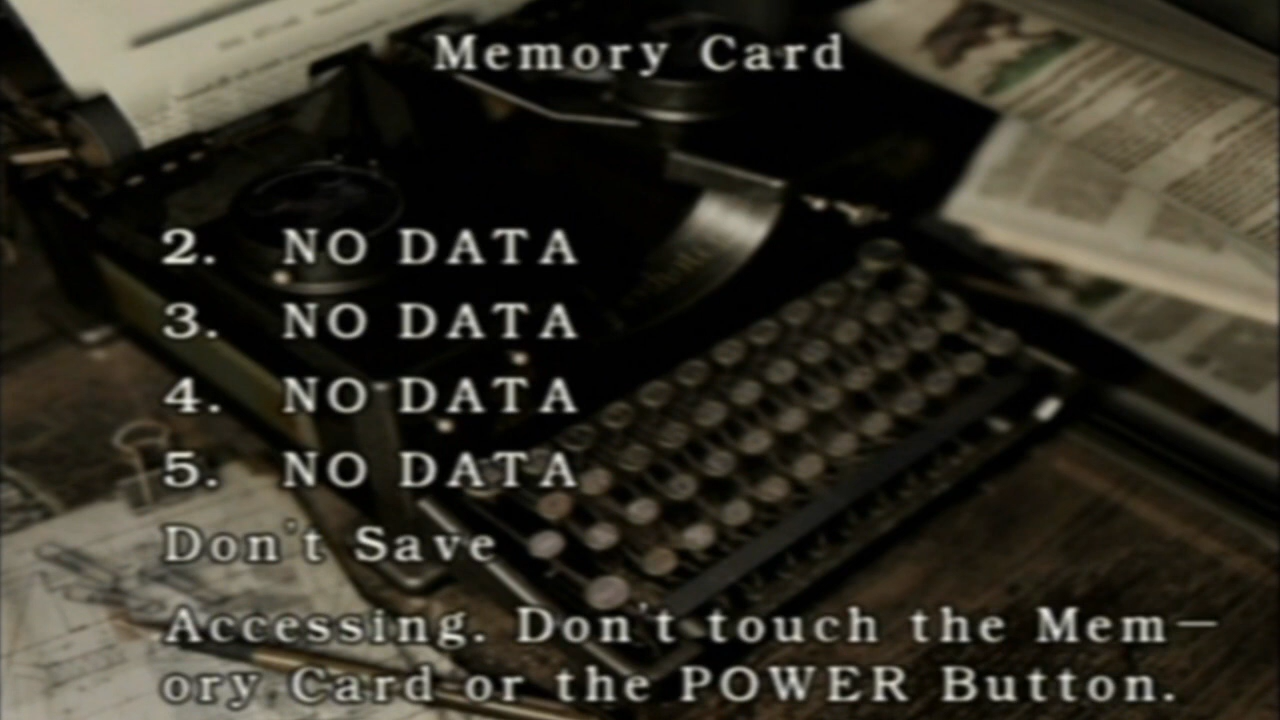 Memory Card
2. NO DATA
3. NO DATA
4. NO DATA
5. NO DATA
Don't Save
Accessing. Don't touch the Mem—
ory Card or the POWER Button.